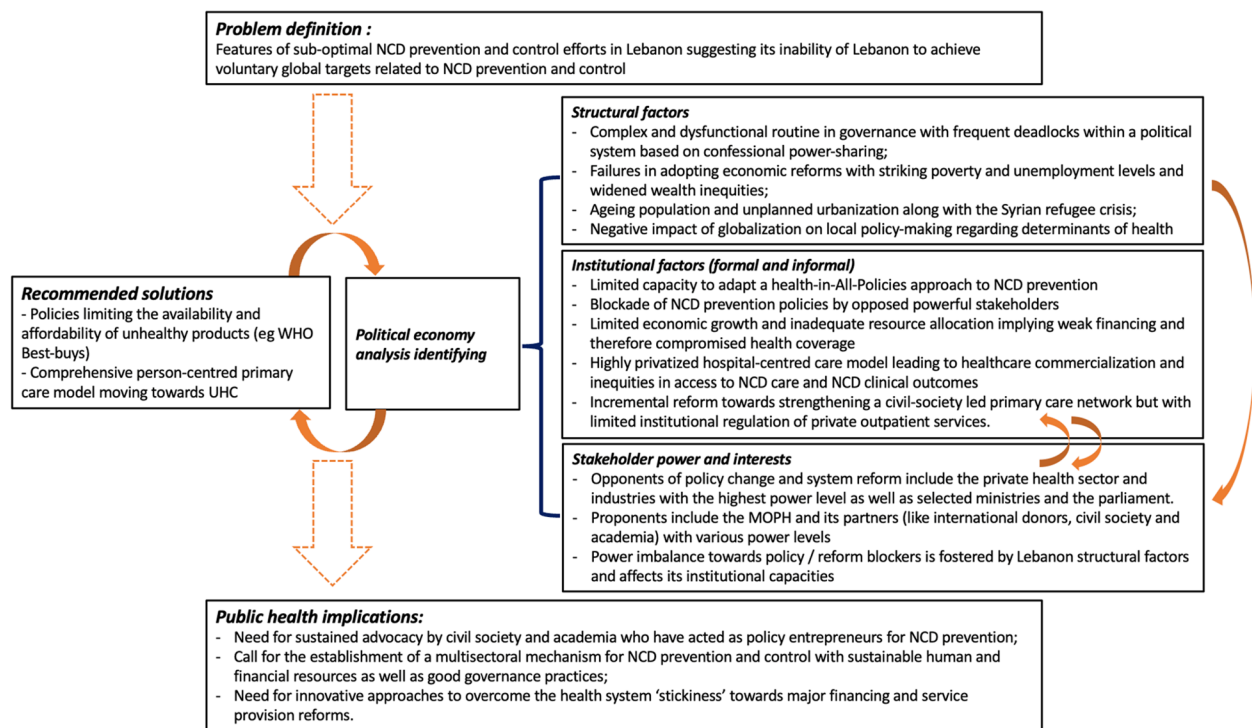 Problem definition :
Features of sub-optimal NCD prevention and control efforts in Lebanon suggesting its inability of Lebanon to achieve
voluntary global targets related to NCD prevention and control
Recommended solutions
- Policies limiting the availability and
affordability of unhealthy products (eg WHO
Best-buys)
- Comprehensive person-centred primary
care model moving towards UHC
Political economy
analysis identifying
Structural factors
- Complex and dysfunctional routine in governance with frequent deadlocks within a political
system based on confessional power-sharing;
- Failures in adopting economic reforms with striking poverty and unemployment levels and
widened wealth inequities;
- Ageing population and unplanned urbanization along with the Syrian refugee crisis;
- Negative impact of globalization on local policy-making regarding determinants of health
Institutional factors (formal and informal)
- Limited capacity to adapt a health-in-All-Policies approach to NCD prevention
- Blockade of NCD prevention policies by opposed powerful stakeholders
- Limited economic growth and inadequate resource allocation implying weak financing and
therefore compromised health coverage
- Highly privatized hospital-centred care model leading to healthcare commercialization and
inequities in access to NCD care and NCD clinical outcomes
- Incremental reform towards strengthening a civil-society led primary care network but with
limited institutional regulation of private outpatient services.
Stakeholder power and interests
- Opponents of policy change and system reform include the private health sector and
industries with the highest power level as well as selected ministries and the parliament.
- Proponents include the MOPH and its partners (like international donors, civil society and
academia) with various power levels
- Power imbalance towards policy / reform blockers is fostered by Lebanon structural factors
and affects its institutional capacities
Public health implications:
- Need for sustained advocacy by civil society and academia who have acted as policy entrepreneurs for NCD prevention;
- Call for the establishment of a multisectoral mechanism for NCD prevention and control with sustainable human and
financial resources as well as good governance practices;
- Need for innovative approaches to overcome the health system ‘stickiness’ towards major financing and service
provision reforms.